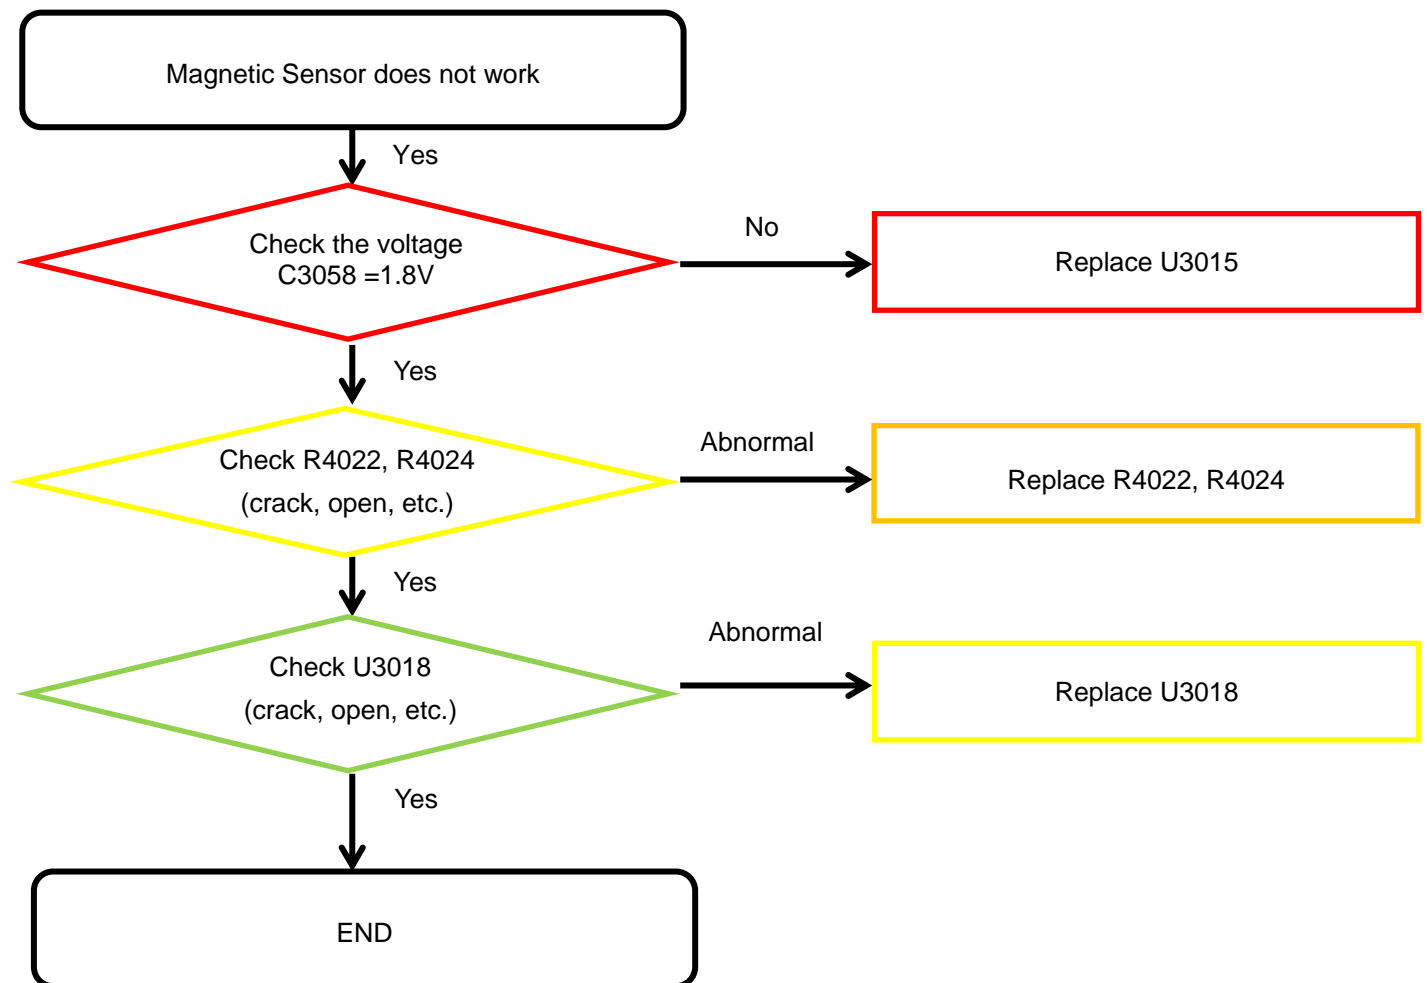 Magnetic Sensor does not work
Yes
Check the voltage
C3058 =1.8V
No
Replace U3015
Yes
Check R4022, R4024
(crack, open, etc.)
Abnormal
Replace R4022, R4024
Yes
Check U3018
(crack, open, etc.)
Abnormal
Replace U3018
Yes
END